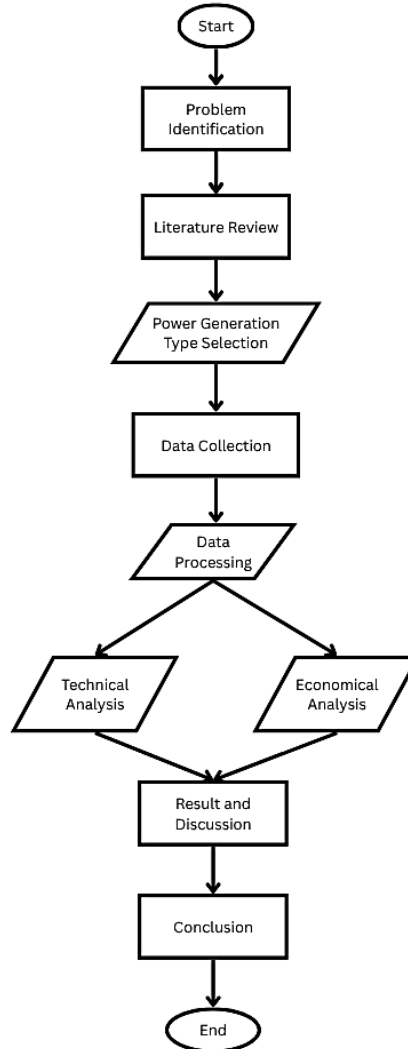 Start
Problem
Identification
Literature Review
Power Generation
Type Selection
Data Collection
Data
Processing
Technical
Analysis
Economical
Analysis
Result and
Discussion
Conclusion
End